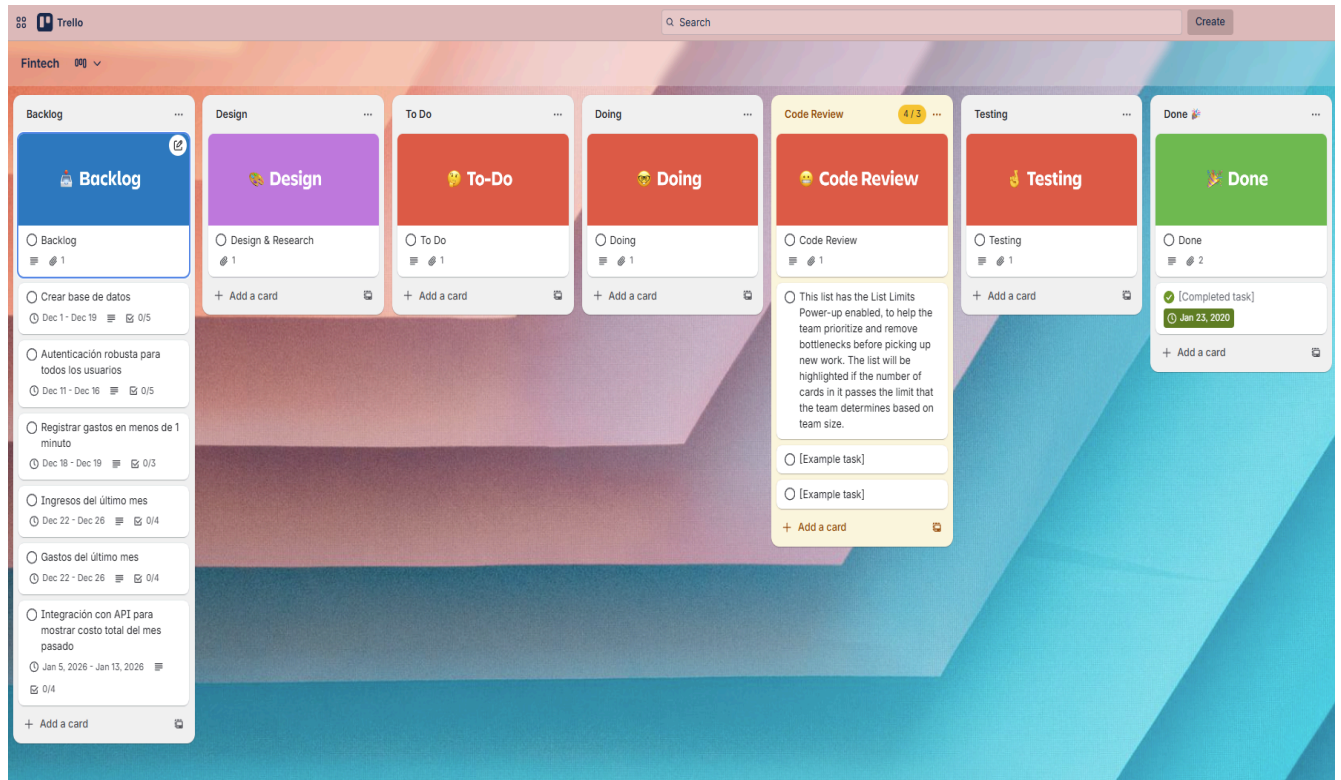 Trello
Search
Create
Fintech
Backlog
Backlog
Backlog
1
Crear base de datos
Dec 1 - Dec 19 0/5
Autenticación robusta para
todos los usuarios
Dec 11 - Dec 16 0/5
Registrar gastos en menos de 1
minuto
Dec 18 - Dec 19 0/3
Ingresos del último mes
Dec 22 - Dec 26 0/4
Gastos del último mes
Dec 22 - Dec 26 0/4
Integración con API para
mostrar costo total del mes
pasado
Jan 5, 2026 - Jan 13, 2026
0/4
+ Add a card
Design
Design
Design & Research
1
+ Add a card
To Do
To-Do
To Do
1
+ Add a card
Doing
Doing
Doing
1
+ Add a card
Code Review 4/3
Code Review
Code Review
1
This list has the List Limits
Power-up enabled, to help the
team prioritize and remove
bottlenecks before picking up
new work. The list will be
highlighted if the number of
cards in it passes the limit that
the team determines based on
team size.
[Example task]
[Example task]
+ Add a card
Testing
Testing
Testing
1
+ Add a card
Done 🎉
Done
Done
2
[Completed task]
Jan 23, 2020
+ Add a card